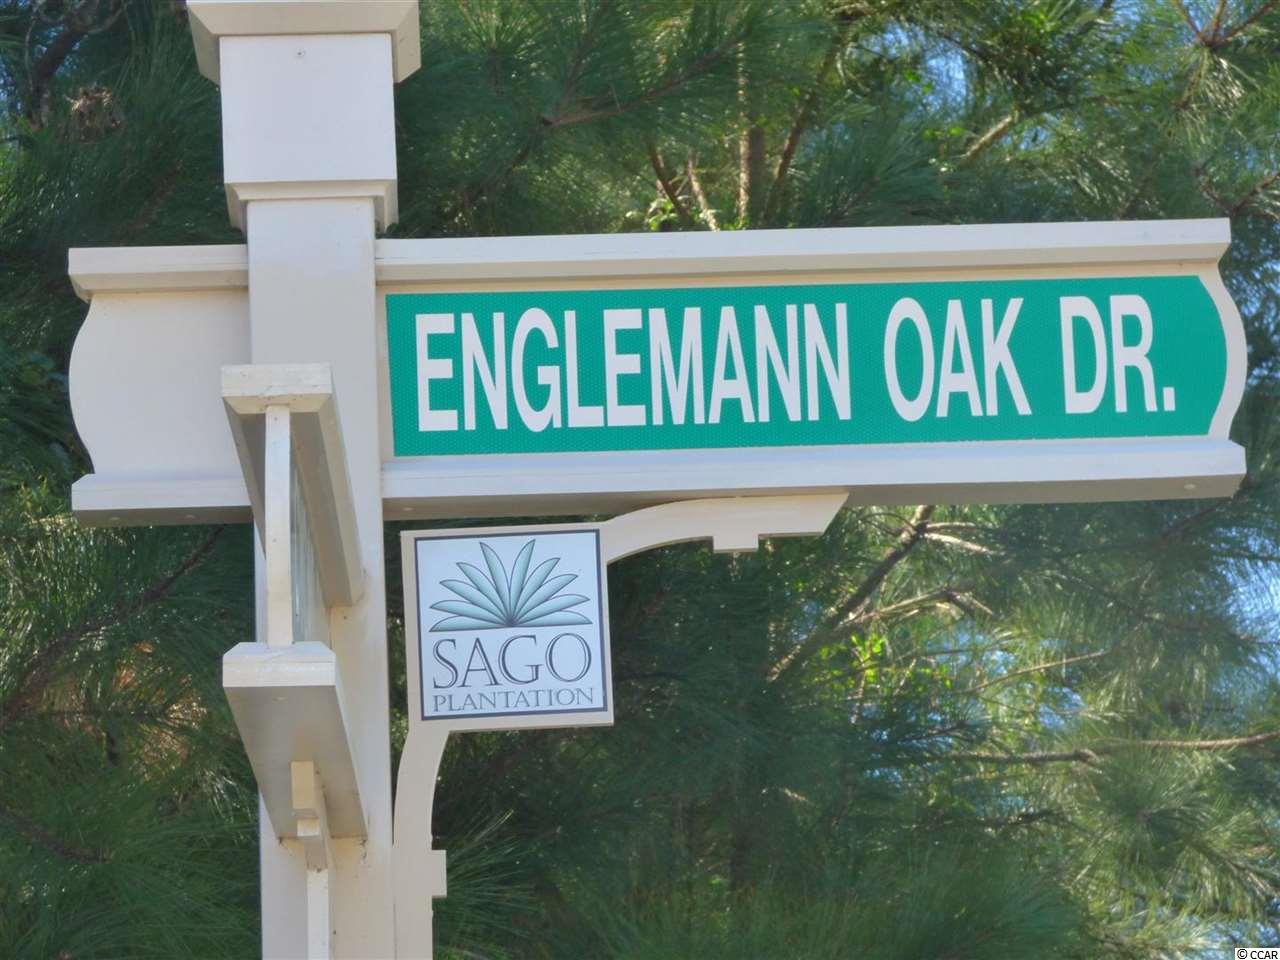 ENGLEMANN OAK DR.
SAGO
PLANTATION
© CCAR